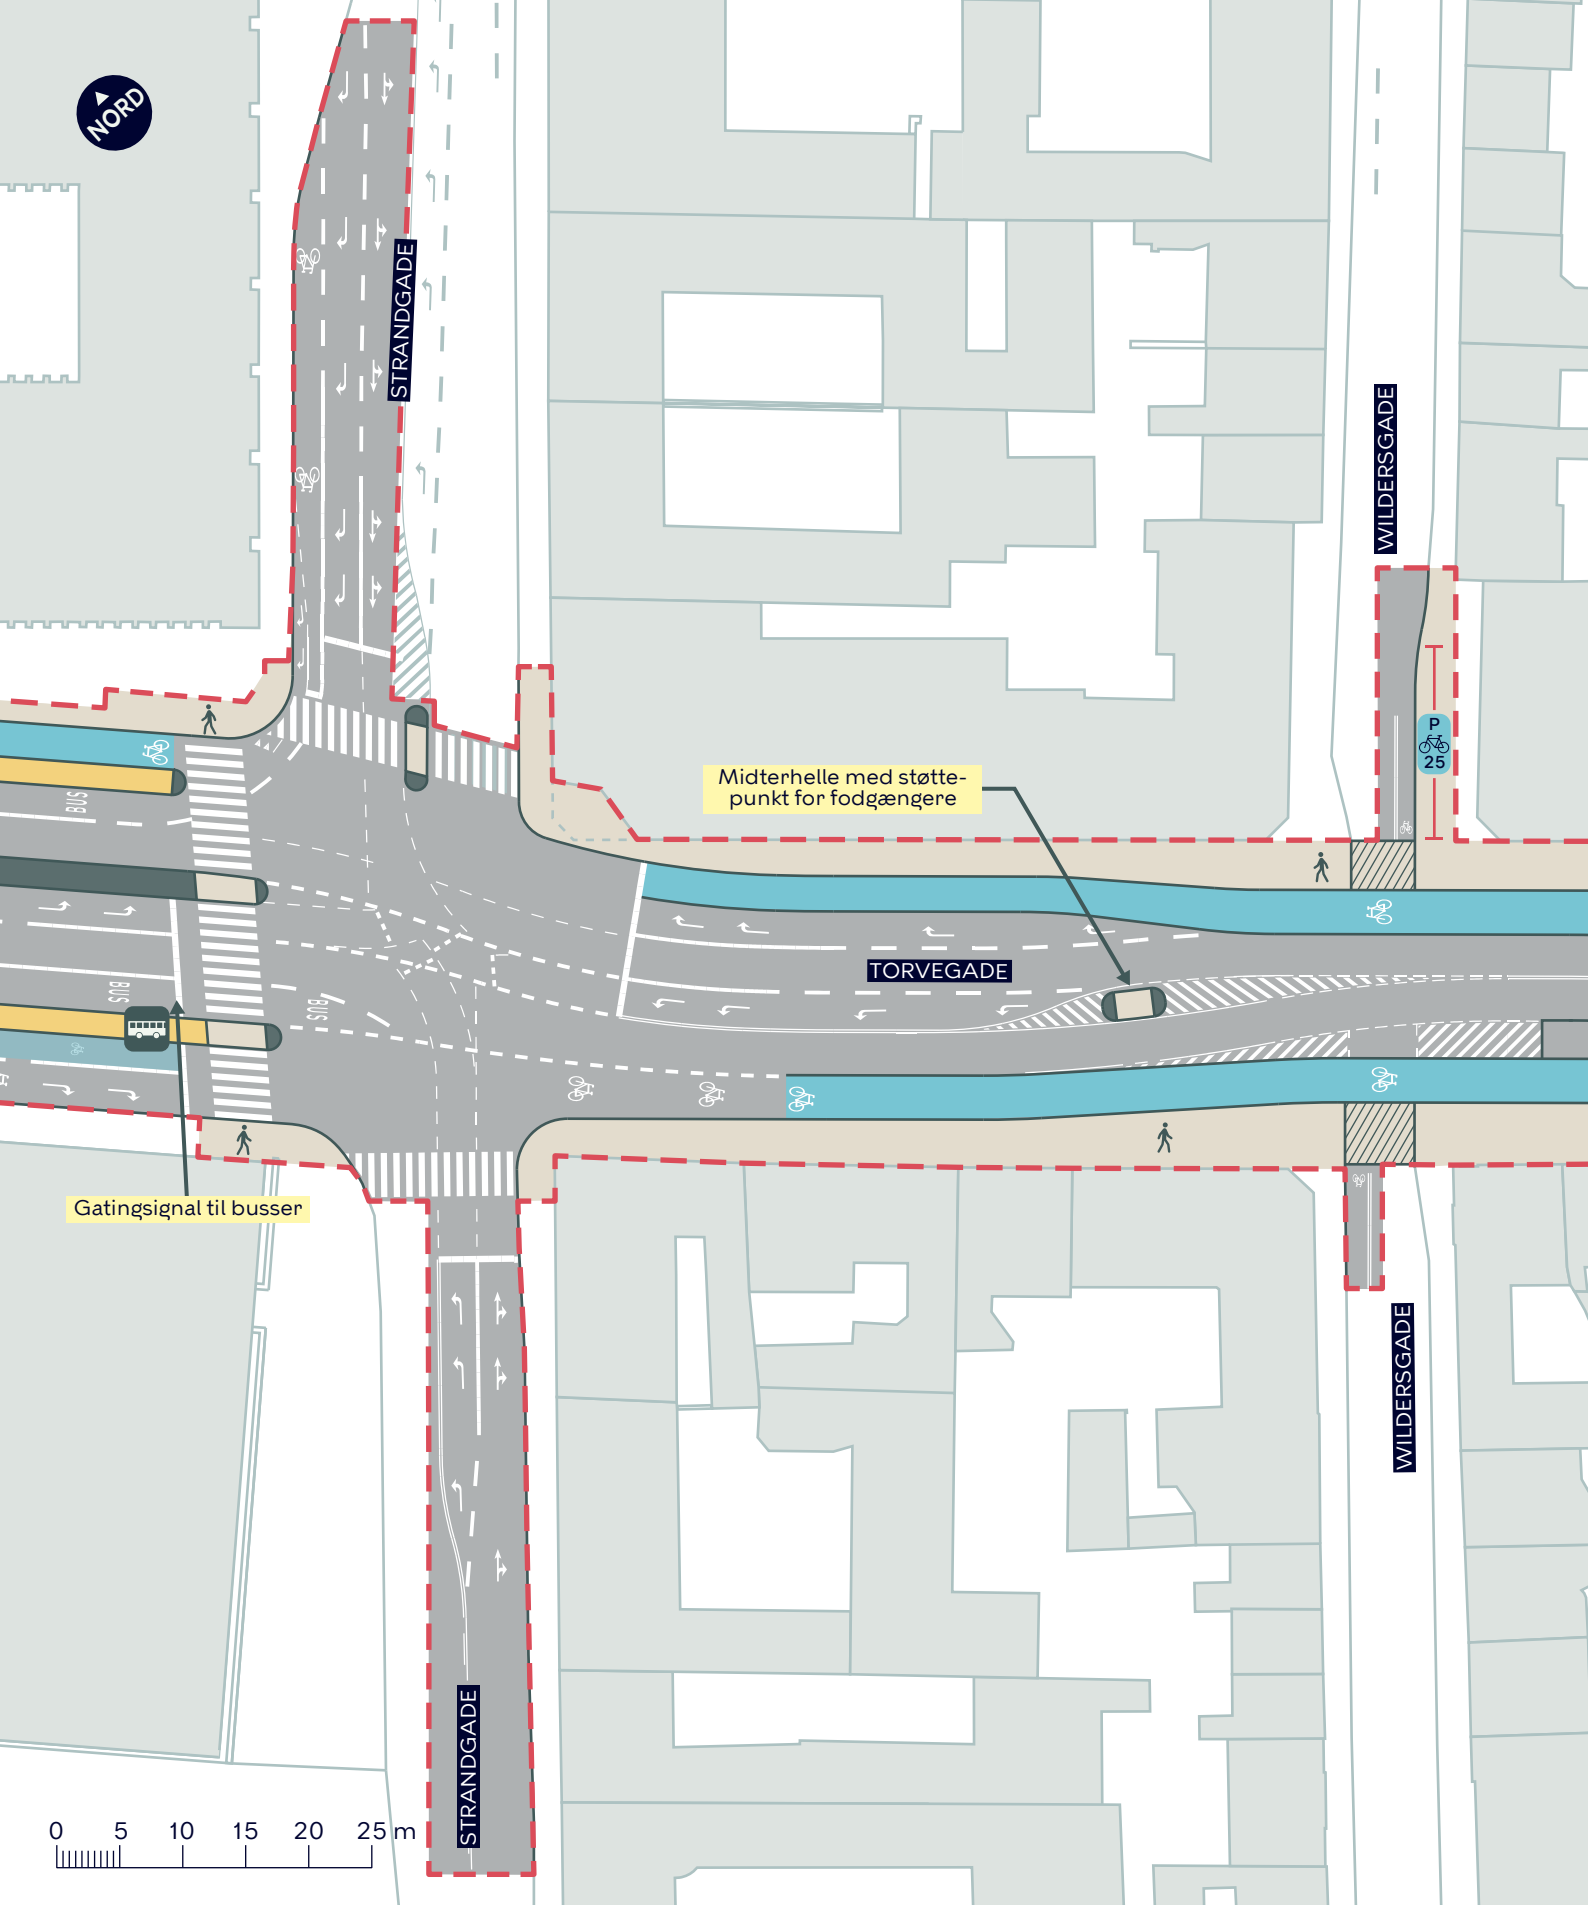 NORD
STRANDGADE
WILDERSGADE
P
25
Midterhelle med støtte-
punkt for fodgængere
BUS
TORVEGADE
BUS
BUS
Gatingsignal til busser
WILDERSGADE
STRANDGADE
0 5 10 15 20 25 m